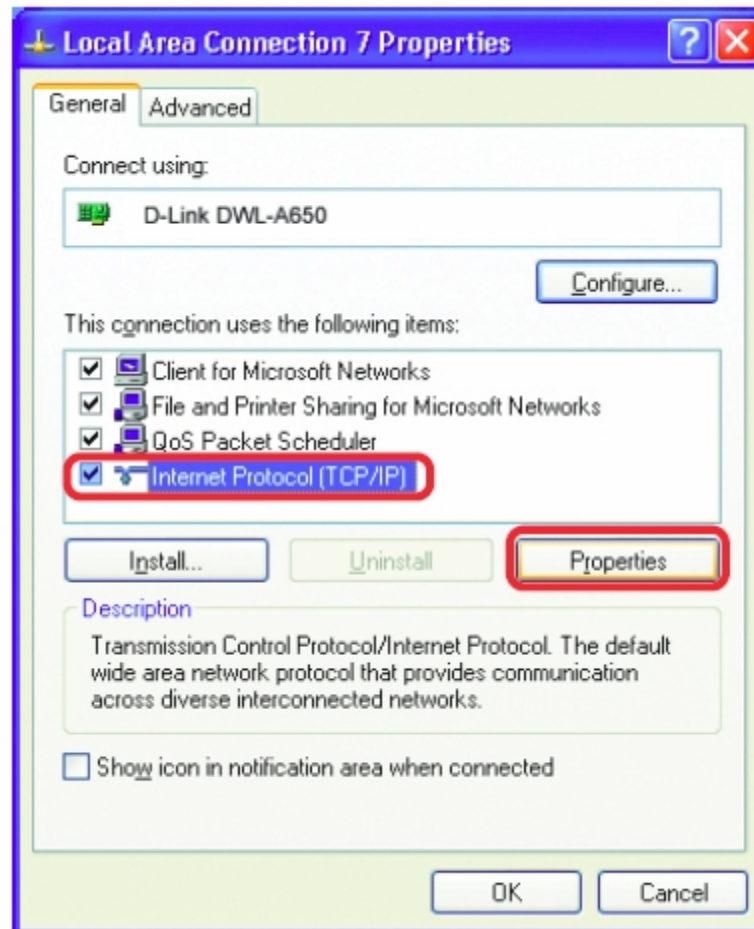 Local Area Connection 7 Properties
General
Advanced
Connect using:
D-Link DWL-A650
Configure...
This connection uses the following items:
Client for Microsoft Networks
File and Printer Sharing for Microsoft Networks
QoS Packet Scheduler
Internet Protocol (TCP/IP)
Install...
Uninstall
Properties
Description
Transmission Control Protocol/Internet Protocol. The default
wide area network protocol that provides communication
across diverse interconnected networks.
Show icon in notification area when connected
OK
Cancel